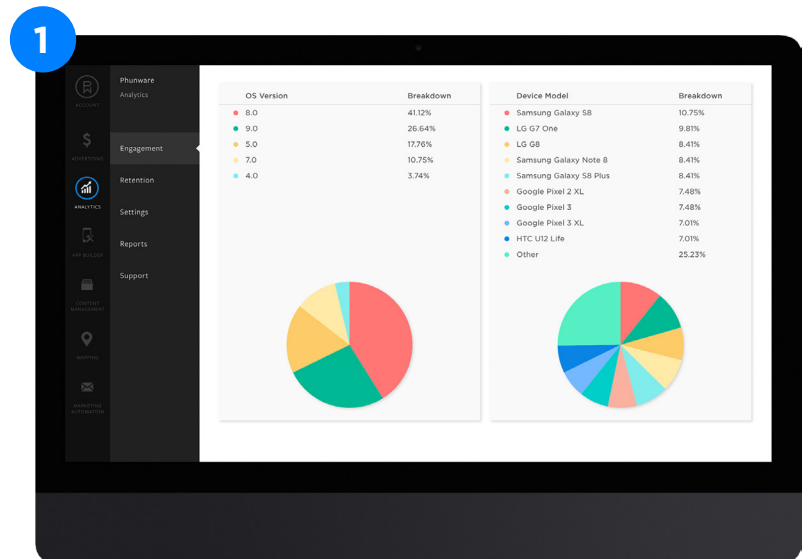 1
Phunware
Analytics
ACCOUNT
ADVERTISING
ANALYTICS
APP BUILDER
CONTENT
MANAGEMENT
MAPPING
MARKETING
AUTOMATION
Engagement
Retention
Settings
Reports
Support
OS Version Breakdown
8.0 41.12%
9.0 26.64%
5.0 17.76%
7.0 10.75%
4.0 3.74%
Device Model Breakdown
Samsung Galaxy S8 10.75%
LG G7 One 9.81%
LG G8 8.41%
Samsung Galaxy Note 8 8.41%
Samsung Galaxy S8 Plus 8.41%
Google Pixel 2 XL 7.48%
Google Pixel 3 7.48%
Google Pixel 3 XL 7.01%
HTC U12 Life 7.01%
Other 25.23%